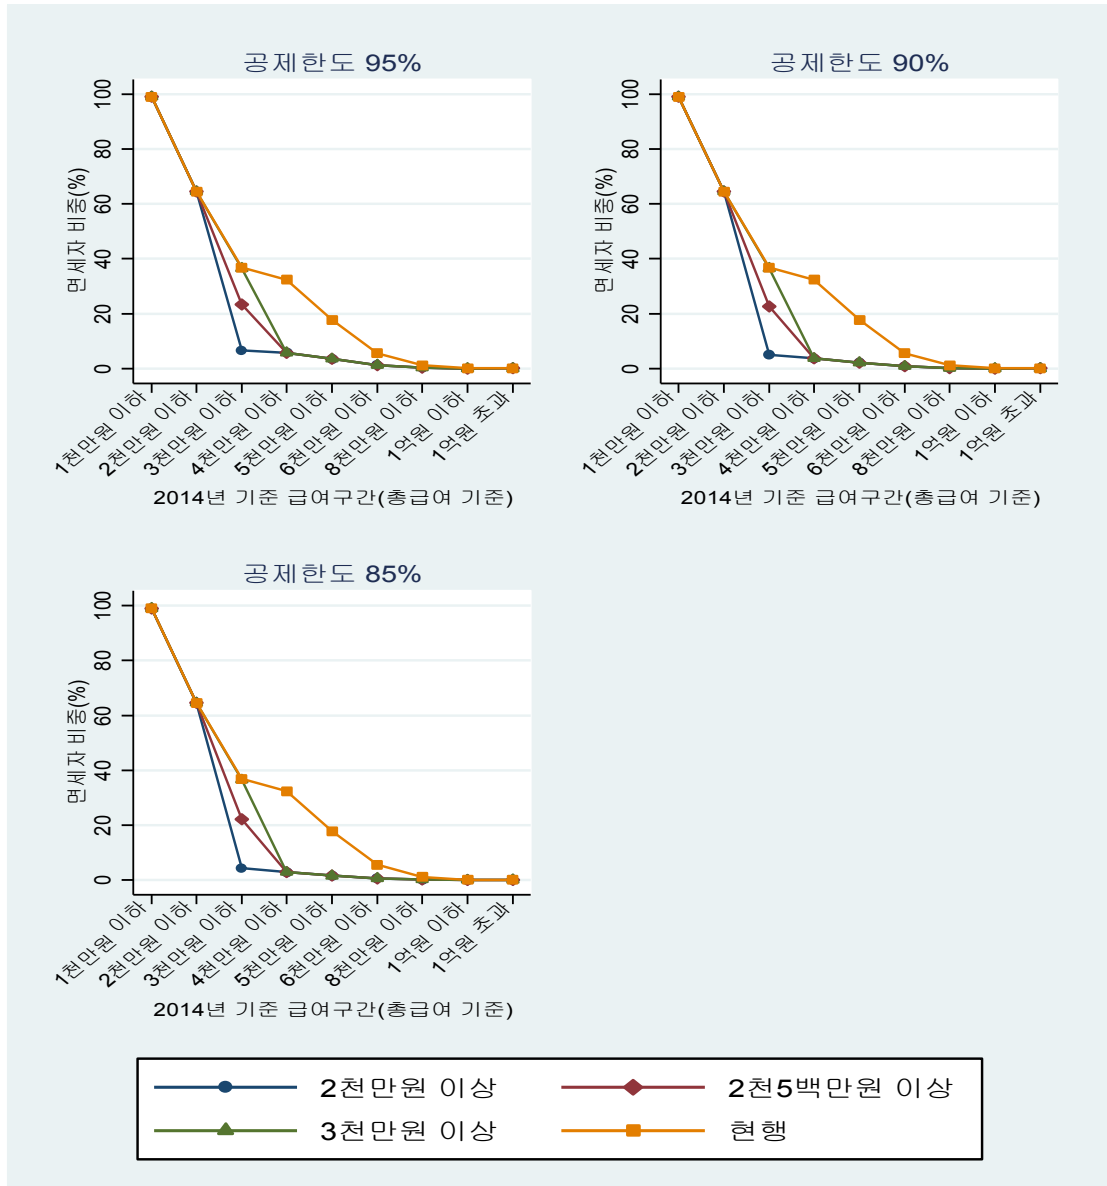 공제한도 95%
면세자 비중(%)
100
80
60
40
20
0
1천만원 이하
2천만원 이하
3천만원 이하
4천만원 이하
5천만원 이하
6천만원 이하
8천만원 이하
1억원 이하
1억원 초과
2014년 기준 급여구간(총급여 기준)
공제한도 90%
면세자 비중(%)
100
80
60
40
20
0
1천만원 이하
2천만원 이하
3천만원 이하
4천만원 이하
5천만원 이하
6천만원 이하
8천만원 이하
1억원 이하
1억원 초과
2014년 기준 급여구간(총급여 기준)
공제한도 85%
면세자 비중(%)
100
80
60
40
20
0
1천만원 이하
2천만원 이하
3천만원 이하
4천만원 이하
5천만원 이하
6천만원 이하
8천만원 이하
1억원 이하
1억원 초과
2014년 기준 급여구간(총급여 기준)
2천만원 이상
2천5백만원 이상
3천만원 이상
현행